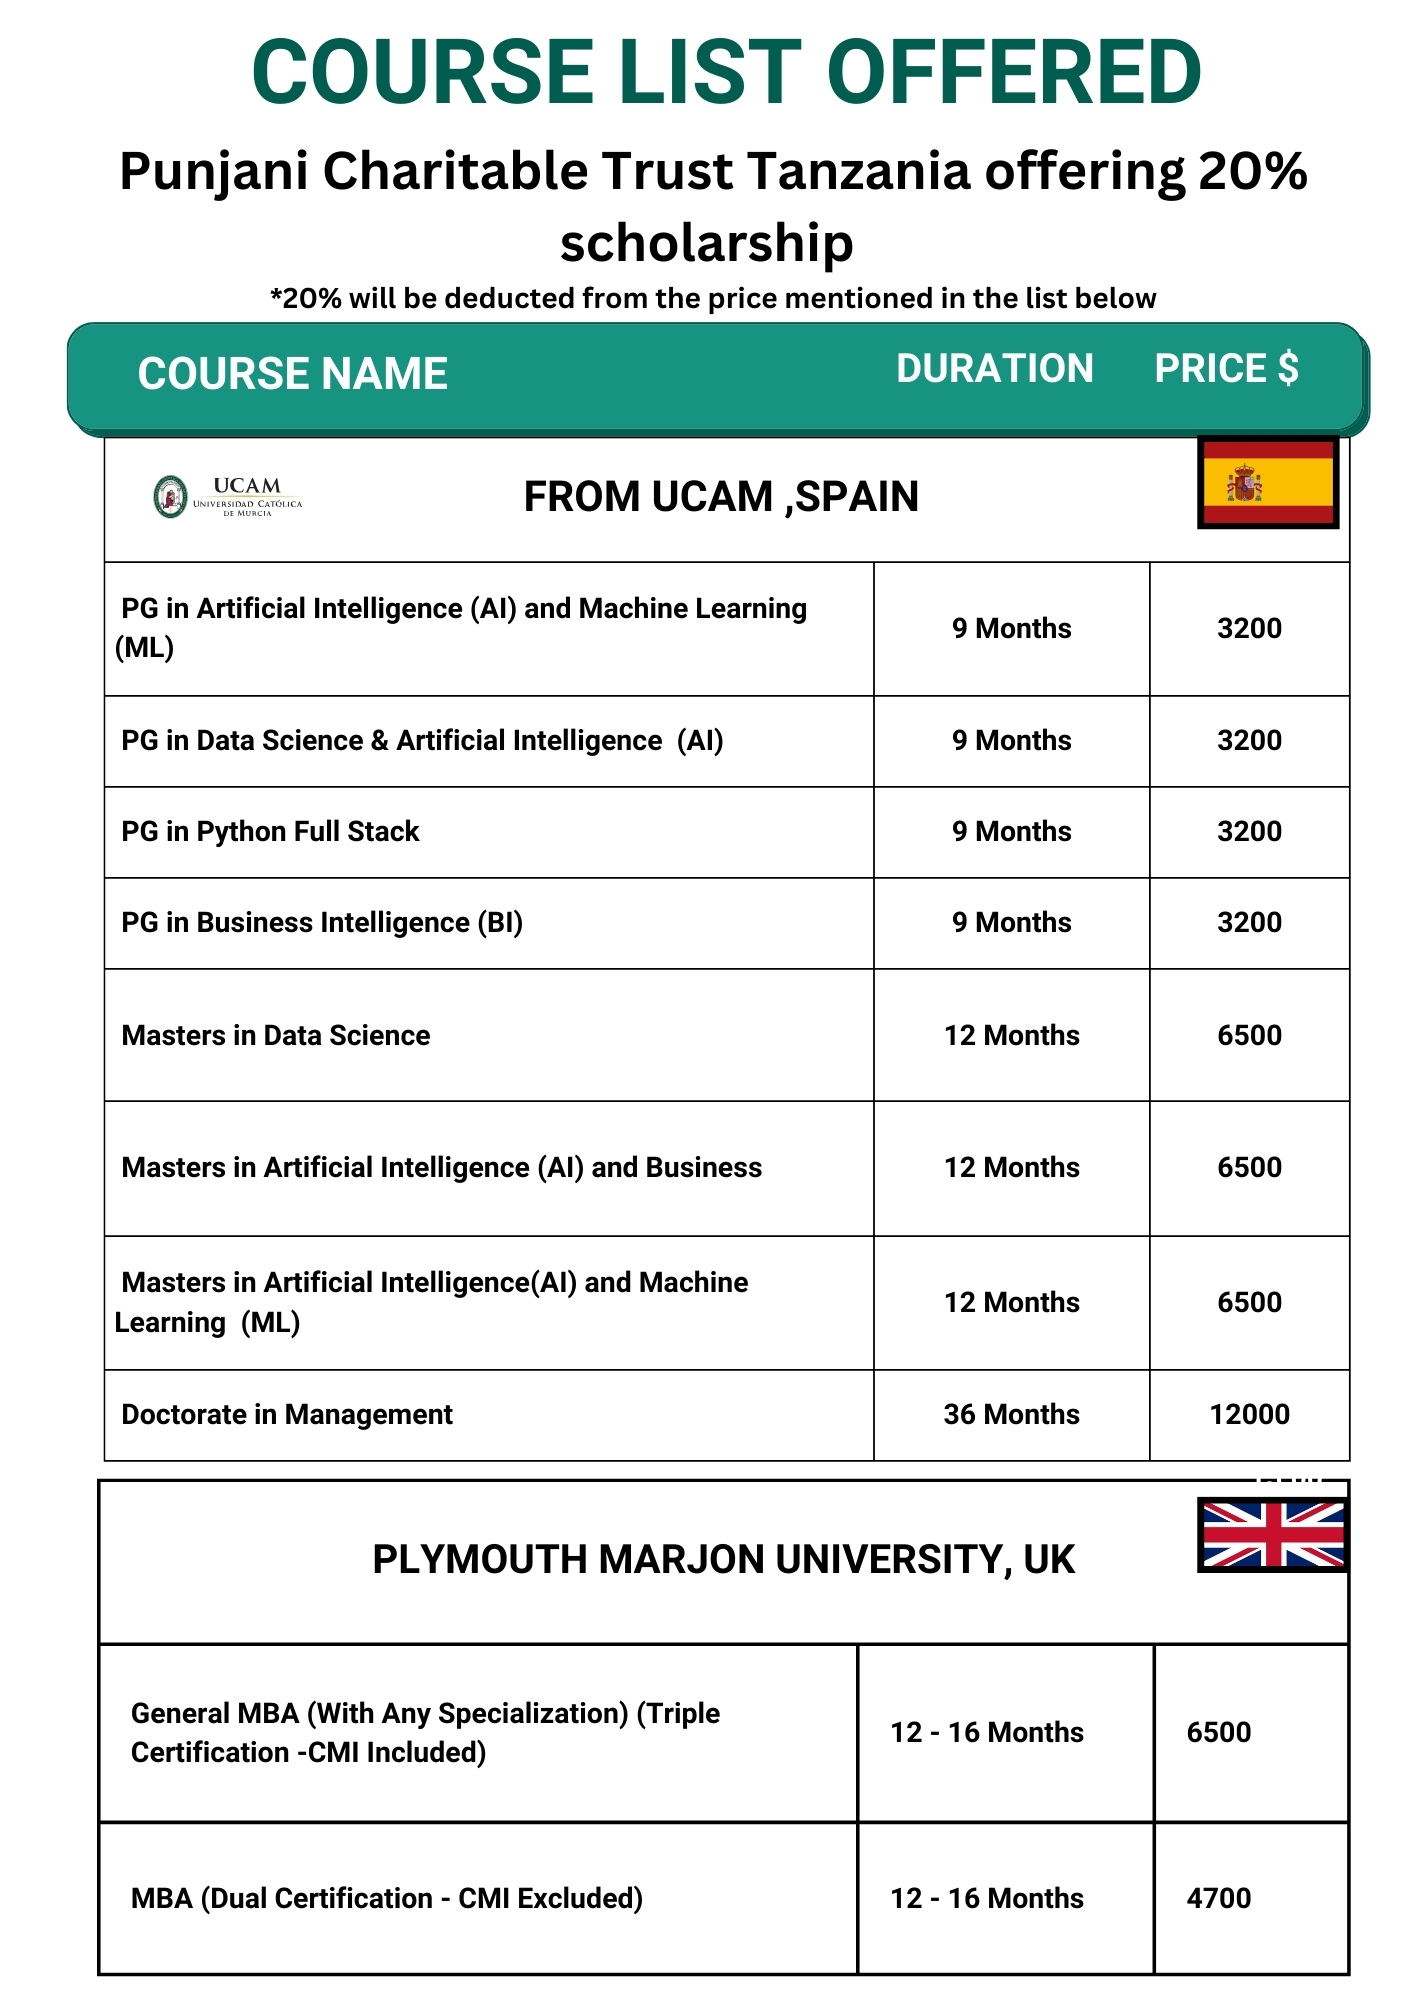 COURSE LIST OFFERED
Punjani Charitable Trust Tanzania offering 20%
scholarship
*20% will be deducted from the price mentioned in the list below
COURSE NAME DURATION PRICE $
UCAM
UNIVERSIDAD CATÓLICA
DE MURCIA
FROM UCAM ,SPAIN
PG in Artificial Intelligence (AI) and Machine Learning
(ML)
9 Months 3200
PG in Data Science & Artificial Intelligence (AI) 9 Months 3200
PG in Python Full Stack 9 Months 3200
PG in Business Intelligence (BI) 9 Months 3200
Masters in Data Science 12 Months 6500
Masters in Artificial Intelligence (AI) and Business 12 Months 6500
Masters in Artificial Intelligence(AI) and Machine
Learning (ML)
12 Months 6500
Doctorate in Management 36 Months 12000
PLYMOUTH MARJON UNIVERSITY, UK
General MBA (With Any Specialization) (Triple
Certification -CMI Included)
12 - 16 Months 6500
MBA (Dual Certification - CMI Excluded) 12 - 16 Months 4700